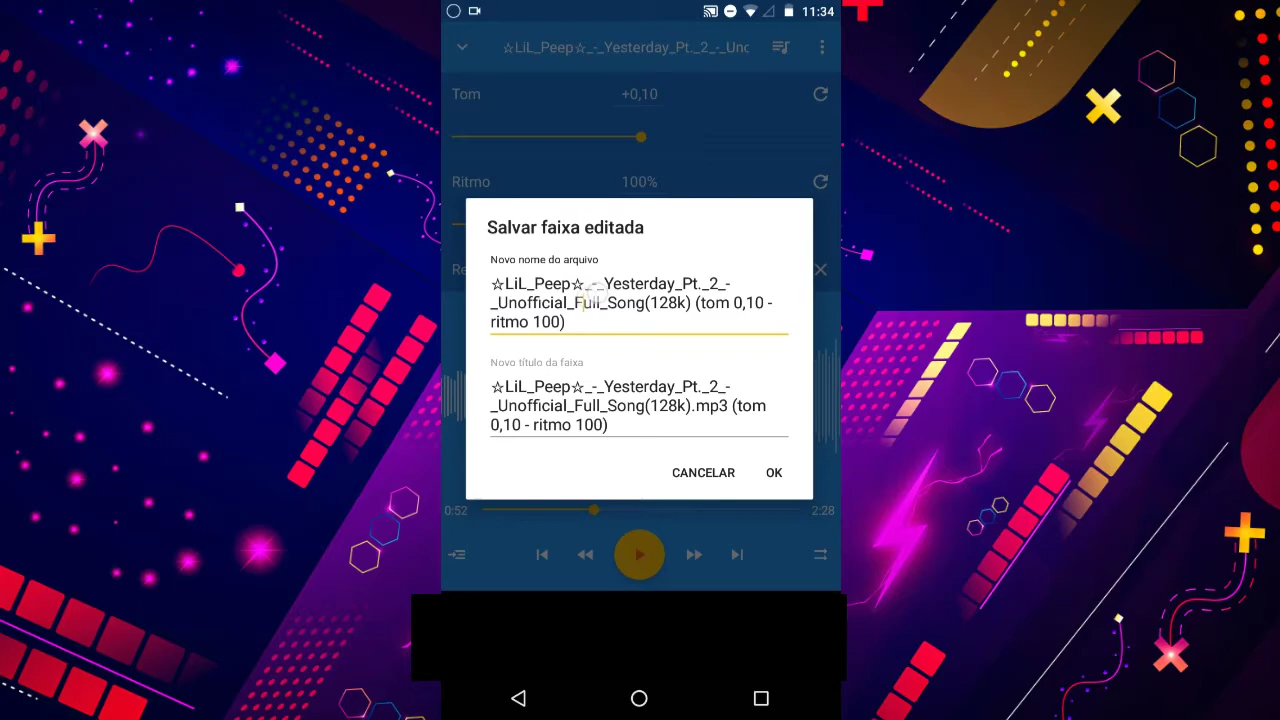 11:34
☆LiL_Peep☆_-_Yesterday_Pt._2_-_Unc
Tom +0,10
Ritmo 100%
Re
Salvar faixa editada
Novo nome do arquivo
☆LiL_Peep☆_-_Yesterday_Pt._2_-
_Unofficial_Full_Song(128k) (tom 0,10 -
ritmo 100)
Novo título da faixa
☆LiL_Peep☆_-_Yesterday_Pt._2_-
_Unofficial_Full_Song(128k).mp3 (tom
0,10 - ritmo 100)
CANCELAR OK
0:52 2:28